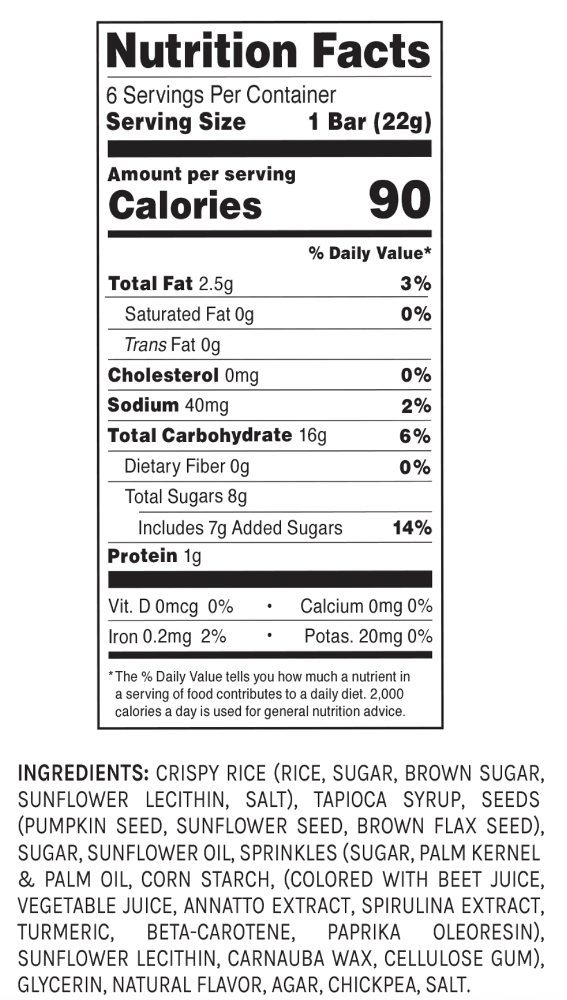 Nutrition Facts
6 Servings Per Container
Serving Size 1 Bar (22g)
Amount per serving
Calories 90
% Daily Value*
Total Fat 2.5g 3%
Saturated Fat 0g 0%
Trans Fat 0g
Cholesterol 0mg 0%
Sodium 40mg 2%
Total Carbohydrate 16g 6%
Dietary Fiber 0g 0%
Total Sugars 8g
Includes 7g Added Sugars 14%
Protein 1g
Vit. D 0mcg 0% • Calcium 0mg 0%
Iron 0.2mg 2% • Potas. 20mg 0%
*The % Daily Value tells you how much a nutrient in
a serving of food contributes to a daily diet. 2,000
calories a day is used for general nutrition advice.
INGREDIENTS: CRISPY RICE (RICE, SUGAR, BROWN SUGAR,
SUNFLOWER LECITHIN, SALT), TAPIOCA SYRUP, SEEDS
(PUMPKIN SEED, SUNFLOWER SEED, BROWN FLAX SEED),
SUGAR, SUNFLOWER OIL, SPRINKLES (SUGAR, PALM KERNEL
& PALM OIL, CORN STARCH, (COLORED WITH BEET JUICE,
VEGETABLE JUICE, ANNATTO EXTRACT, SPIRULINA EXTRACT,
TURMERIC, BETA-CAROTENE, PAPRIKA OLEORESIN),
SUNFLOWER LECITHIN, CARNAUBA WAX, CELLULOSE GUM),
GLYCERIN, NATURAL FLAVOR, AGAR, CHICKPEA, SALT.